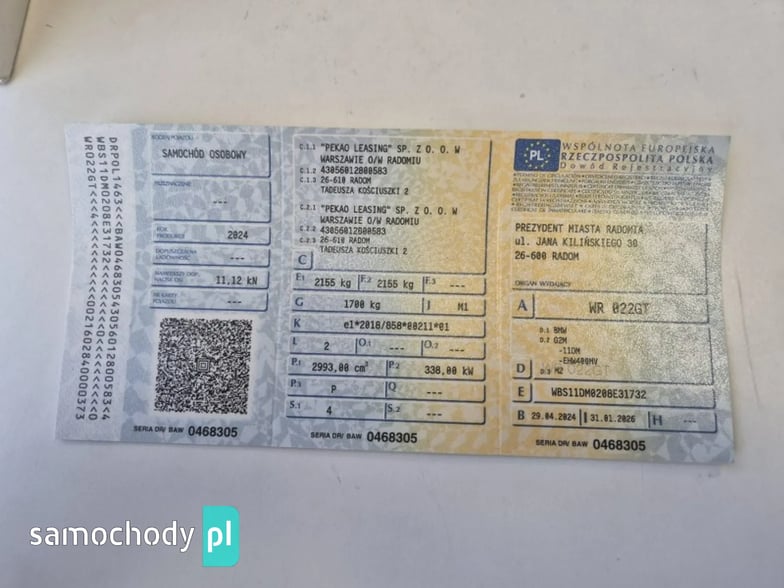 DRPOL1463<<<BAW0468305430560128005834
WBS11DM0208E31732<<<<<<<<<<<<<<<<<<0
WR022GT<<<4<<<<<<<<<0021602840000373
RODZAJ POJAZDU
SAMOCHÓD OSOBOWY
PRZEZNACZENIE
---
ROK PRODUKCJI 2024
DOPUSZCZALNA ŁADOWNOŚĆ ---
NAJWIĘKSZY DOP. NACISK OSI 11,12 kN
NR KARTY POJAZDU ---
SERIA DR/ BAW 0468305
C.1.1 "PEKAO LEASING" SP. Z O. O. W
WARSZAWIE O/W RADOMIU
C.1.2 43056012800583
C.1.3 26-610 RADOM
TADEUSZA KOŚCIUSZKI 2
C.2.1 "PEKAO LEASING" SP. Z O. O. W
WARSZAWIE O/W RADOMIU
C.2.2 43056012800583
C.2.3 26-610 RADOM
TADEUSZA KOŚCIUSZKI 2
C
F.1 2155 kg F.2 2155 kg F.3 ---
G 1700 kg J M1
K e1*2018/858*00211*01
L 2 O.1 --- O.2 ---
P.1 2993,00 cm³ P.2 338,00 kW
P.3 P Q ---
S.1 4 S.2 ---
SERIA DR/ BAW 0468305
PL
WSPÓLNOTA EUROPEJSKA
RZECZPOSPOLITA POLSKA
Dowód Rejestracyjny
PREZYDENT MIASTA RADOMIA
ul. JANA KILIŃSKIEGO 30
26-600 RADOM
ORGAN WYDAJĄCY
A WR 022GT
D.1 BMW
D.2 G2M
-11DM
-EHW400MV
D D.3 M2
E WBS11DM0208E31732
B 29.04.2024 I 31.01.2026 H ---
SERIA DR/ BAW 0468305
samochody pl